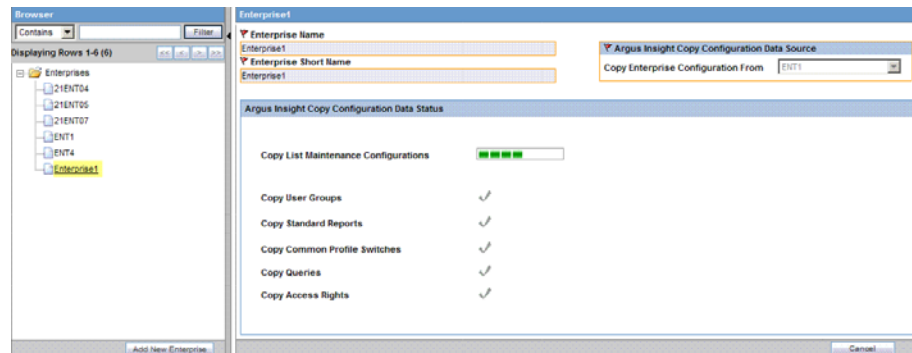 Browser
Contains
Filter
Displaying Rows 1-6 (6)
<< < > >>
Enterprises
21ENT04
21ENT05
21ENT07
ENT1
ENT4
Enterprise1
Add New Enterprise
Enterprise1
Enterprise Name
Enterprise1
Enterprise Short Name
Enterprise1
Argus Insight Copy Configuration Data Source
Copy Enterprise Configuration From ENT1
Argus Insight Copy Configuration Data Status
Copy List Maintenance Configurations
Copy User Groups
Copy Standard Reports
Copy Common Profile Switches
Copy Queries
Copy Access Rights
Cancel